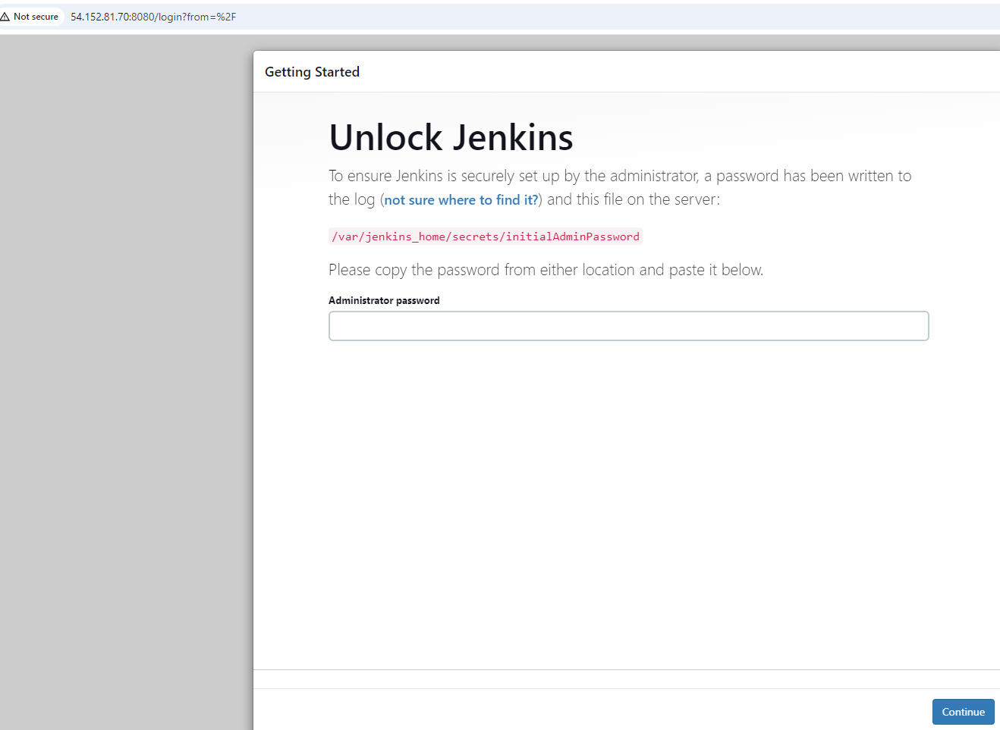 Not secure 54.152.81.70:8080/login?from=%2F
Getting Started
Unlock Jenkins
To ensure Jenkins is securely set up by the administrator, a password has been written to
the log (not sure where to find it?) and this file on the server:
/var/jenkins_home/secrets/initialAdminPassword
Please copy the password from either location and paste it below.
Administrator password
Continue